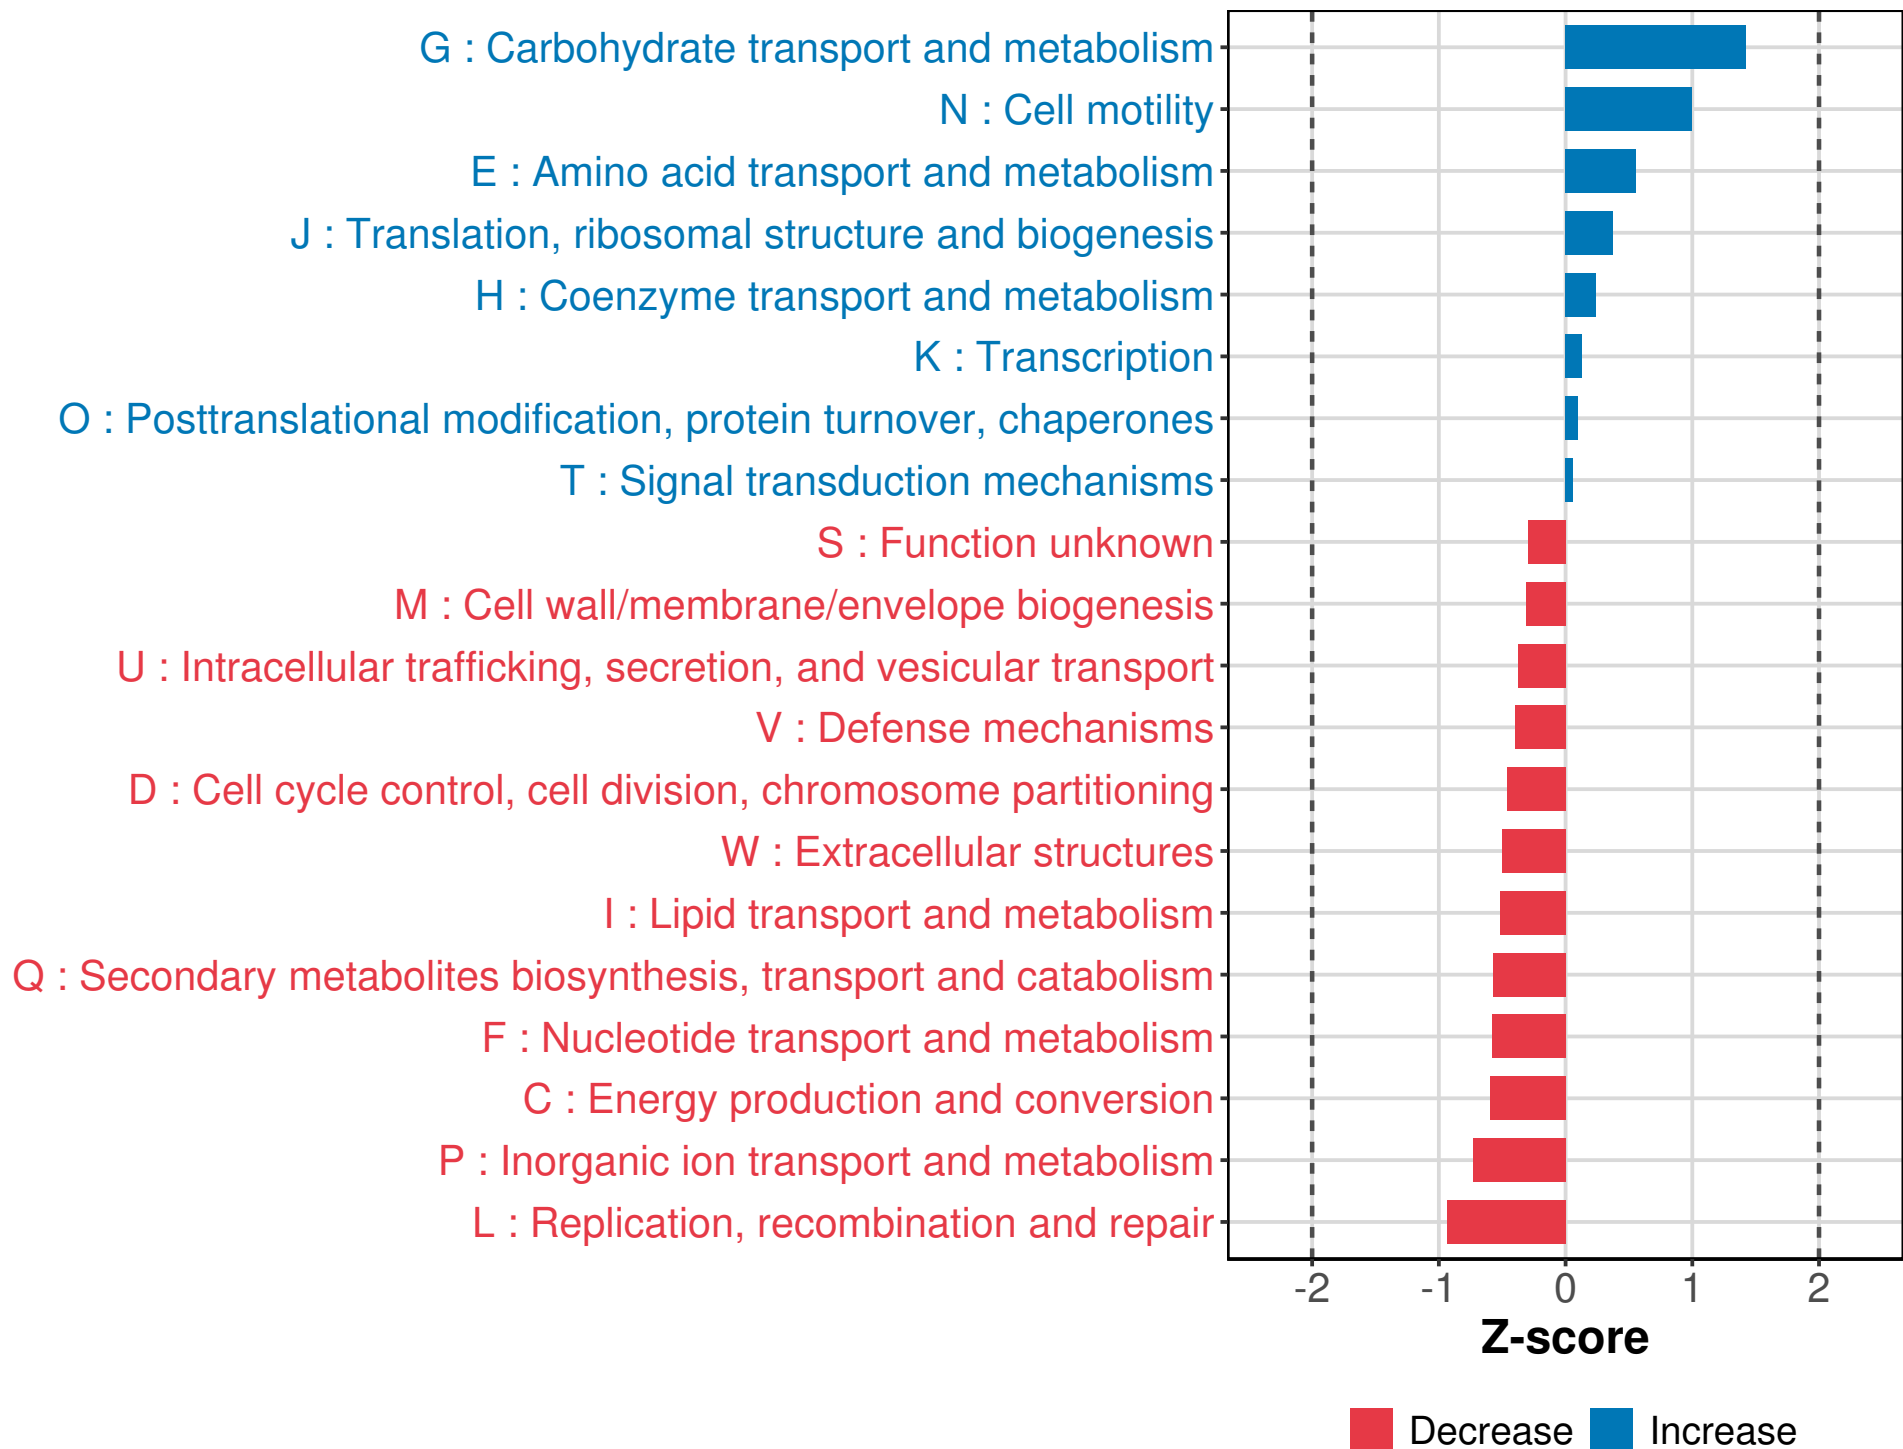 G : Carbohydrate transport and metabolism
N : Cell motility
E : Amino acid transport and metabolism
J : Translation, ribosomal structure and biogenesis
H : Coenzyme transport and metabolism
K : Transcription
O : Posttranslational modification, protein turnover, chaperones
T : Signal transduction mechanisms
S : Function unknown
M : Cell wall/membrane/envelope biogenesis
U : Intracellular trafficking, secretion, and vesicular transport
V : Defense mechanisms
D : Cell cycle control, cell division, chromosome partitioning
W : Extracellular structures
I : Lipid transport and metabolism
Q : Secondary metabolites biosynthesis, transport and catabolism
F : Nucleotide transport and metabolism
C : Energy production and conversion
P : Inorganic ion transport and metabolism
L : Replication, recombination and repair
-2 -1 0 1 2
Z-score
Decrease Increase